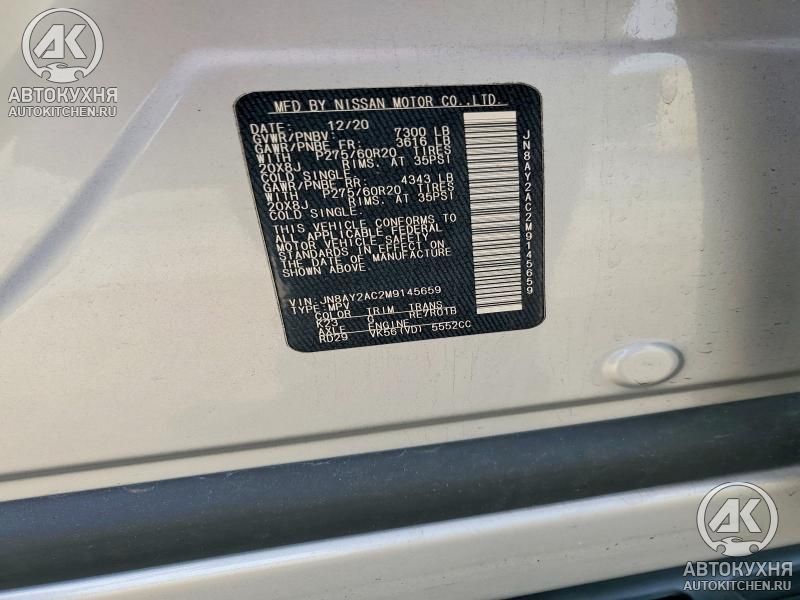 AK
АВТОКУХНЯ
AUTOKITCHEN.RU
MFD BY NISSAN MOTOR CO.,LTD.
DATE: 12/20
GVWR/PNBV: 7300 LB
GAWR/PNBE FR: 3616 LB
WITH P275/60R20 TIRES
20X8J RIMS. AT 35PSI
COLD SINGLE.
GAWR/PNBE RR: 4343 LB
WITH P275/60R20 TIRES
20X8J RIMS. AT 35PSI
COLD SINGLE.
THIS VEHICLE CONFORMS TO
ALL APPLICABLE FEDERAL
MOTOR VEHICLE SAFETY
STANDARDS IN EFFECT ON
THE DATE OF MANUFACTURE
SHOWN ABOVE.
VIN: JN8AY2AC2M9145659
TYPE: MPV
COLOR TRIM TRANS
K23 G RE7R01B
AXLE ENGINE
RD29 VK56(VD) 5552CC
JN8AY2AC2M9145659
AK
АВТОКУХНЯ
AUTOKITCHEN.RU